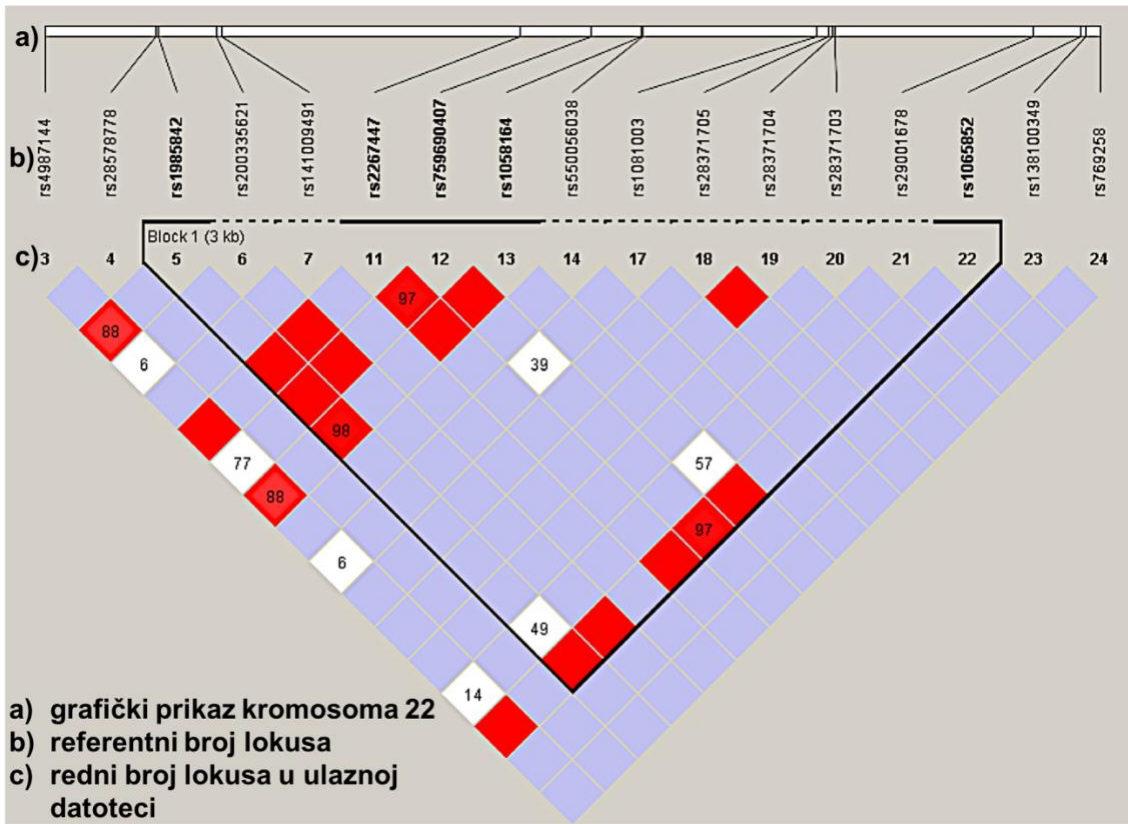 a)
b)
rs4987144
rs28578778
rs1985842
rs200335621
rs141009491
rs2267447
rs759690407
rs1058164
rs550056038
rs1081003
rs28371705
rs28371704
rs28371703
rs29001678
rs1065852
rs138100349
rs769258
Block 1 (3 kb)
c) 3 4 5 6 7 11 12 13 14 17 18 19 20 21 22 23 24
97
88
6 39
98
77 57
88
97
6
49
14
a) grafički prikaz kromosoma 22
b) referentni broj lokusa
c) redni broj lokusa u ulaznoj
datoteci